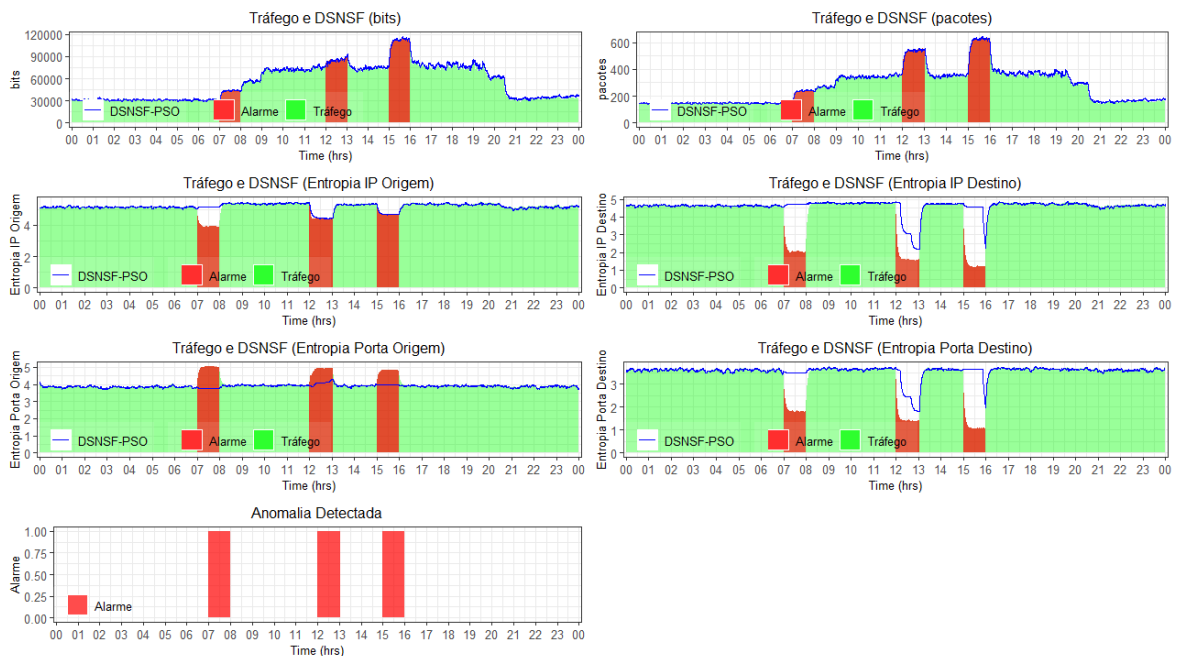 Tráfego e DSNSF (bits)
bits
120000
90000
60000
30000
0
DSNSF-PSO Alarme Tráfego
00 01 02 03 04 05 06 07 08 09 10 11 12 13 14 15 16 17 18 19 20 21 22 23 00
Time (hrs)
Tráfego e DSNSF (pacotes)
pacotes
600
400
200
0
DSNSF-PSO Alarme Tráfego
00 01 02 03 04 05 06 07 08 09 10 11 12 13 14 15 16 17 18 19 20 21 22 23 00
Time (hrs)
Tráfego e DSNSF (Entropia IP Origem)
Entropia IP Origem
4
2
0
DSNSF-PSO Alarme Tráfego
00 01 02 03 04 05 06 07 08 09 10 11 12 13 14 15 16 17 18 19 20 21 22 23 00
Time (hrs)
Tráfego e DSNSF (Entropia IP Destino)
Entropia IP Destino
5
4
3
2
1
0
DSNSF-PSO Alarme Tráfego
00 01 02 03 04 05 06 07 08 09 10 11 12 13 14 15 16 17 18 19 20 21 22 23 00
Time (hrs)
Tráfego e DSNSF (Entropia Porta Origem)
Entropia Porta Origem
5
4
3
2
1
0
DSNSF-PSO Alarme Tráfego
00 01 02 03 04 05 06 07 08 09 10 11 12 13 14 15 16 17 18 19 20 21 22 23 00
Time (hrs)
Tráfego e DSNSF (Entropia Porta Destino)
Entropia Porta Destino
3
2
1
0
DSNSF-PSO Alarme Tráfego
00 01 02 03 04 05 06 07 08 09 10 11 12 13 14 15 16 17 18 19 20 21 22 23 00
Time (hrs)
Anomalia Detectada
Alarme
1.00
0.75
0.50
0.25
0.00
Alarme
00 01 02 03 04 05 06 07 08 09 10 11 12 13 14 15 16 17 18 19 20 21 22 23 00
Time (hrs)